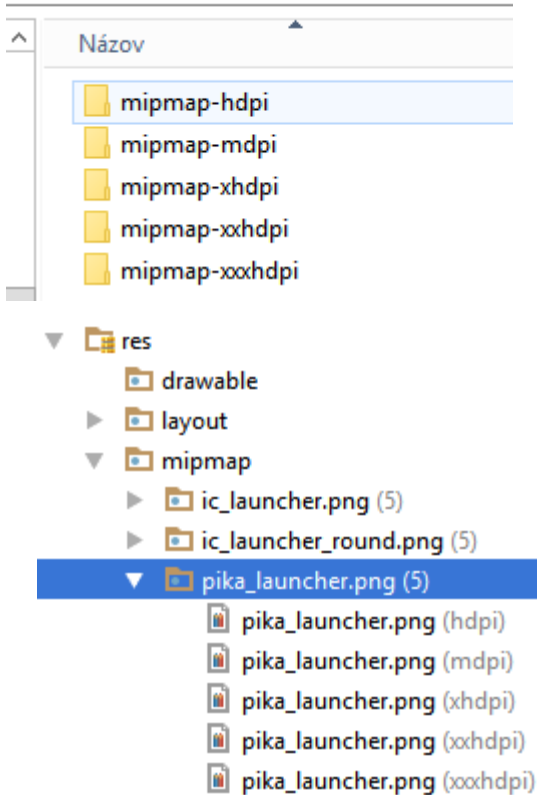 Názov
mipmap-hdpi
mipmap-mdpi
mipmap-xhdpi
mipmap-xxhdpi
mipmap-xxxhdpi
res
drawable
layout
mipmap
ic_launcher.png (5)
ic_launcher_round.png (5)
pika_launcher.png (5)
pika_launcher.png (hdpi)
pika_launcher.png (mdpi)
pika_launcher.png (xhdpi)
pika_launcher.png (xxhdpi)
pika_launcher.png (xxxhdpi)